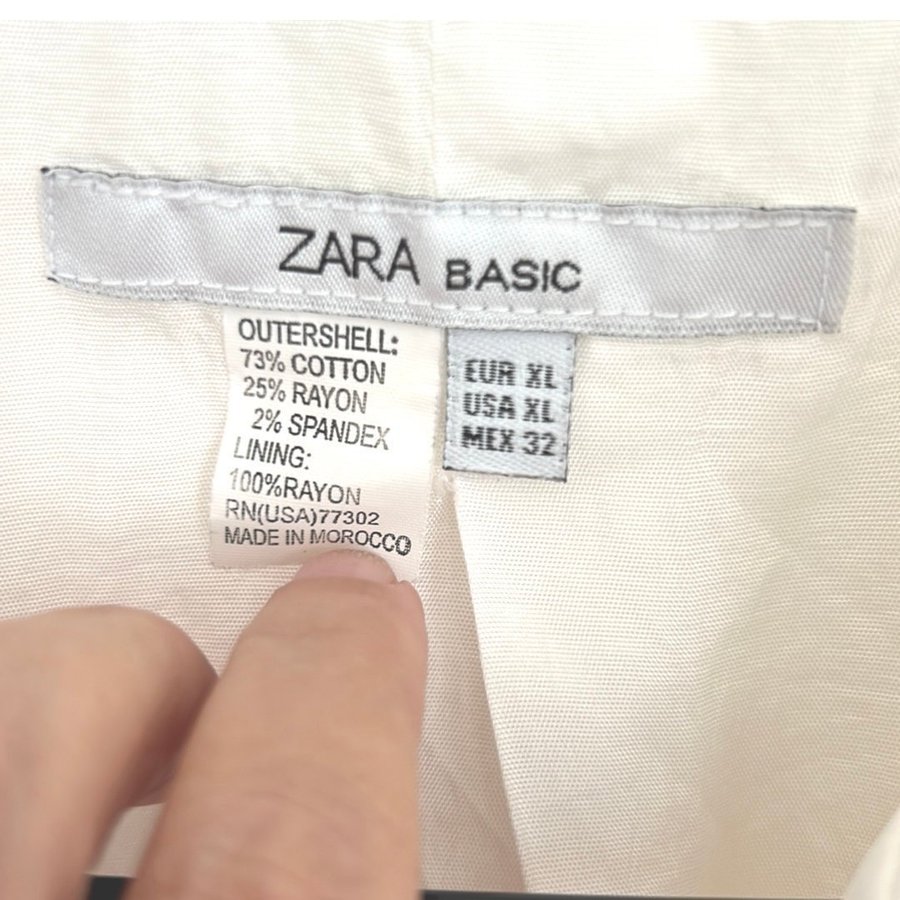 ZARA BASIC
OUTERSHELL:
73% COTTON
25% RAYON
2% SPANDEX
LINING:
100%RAYON
RN(USA)77302
MADE IN MOROCCO
EUR XL
USA XL
MEX 32